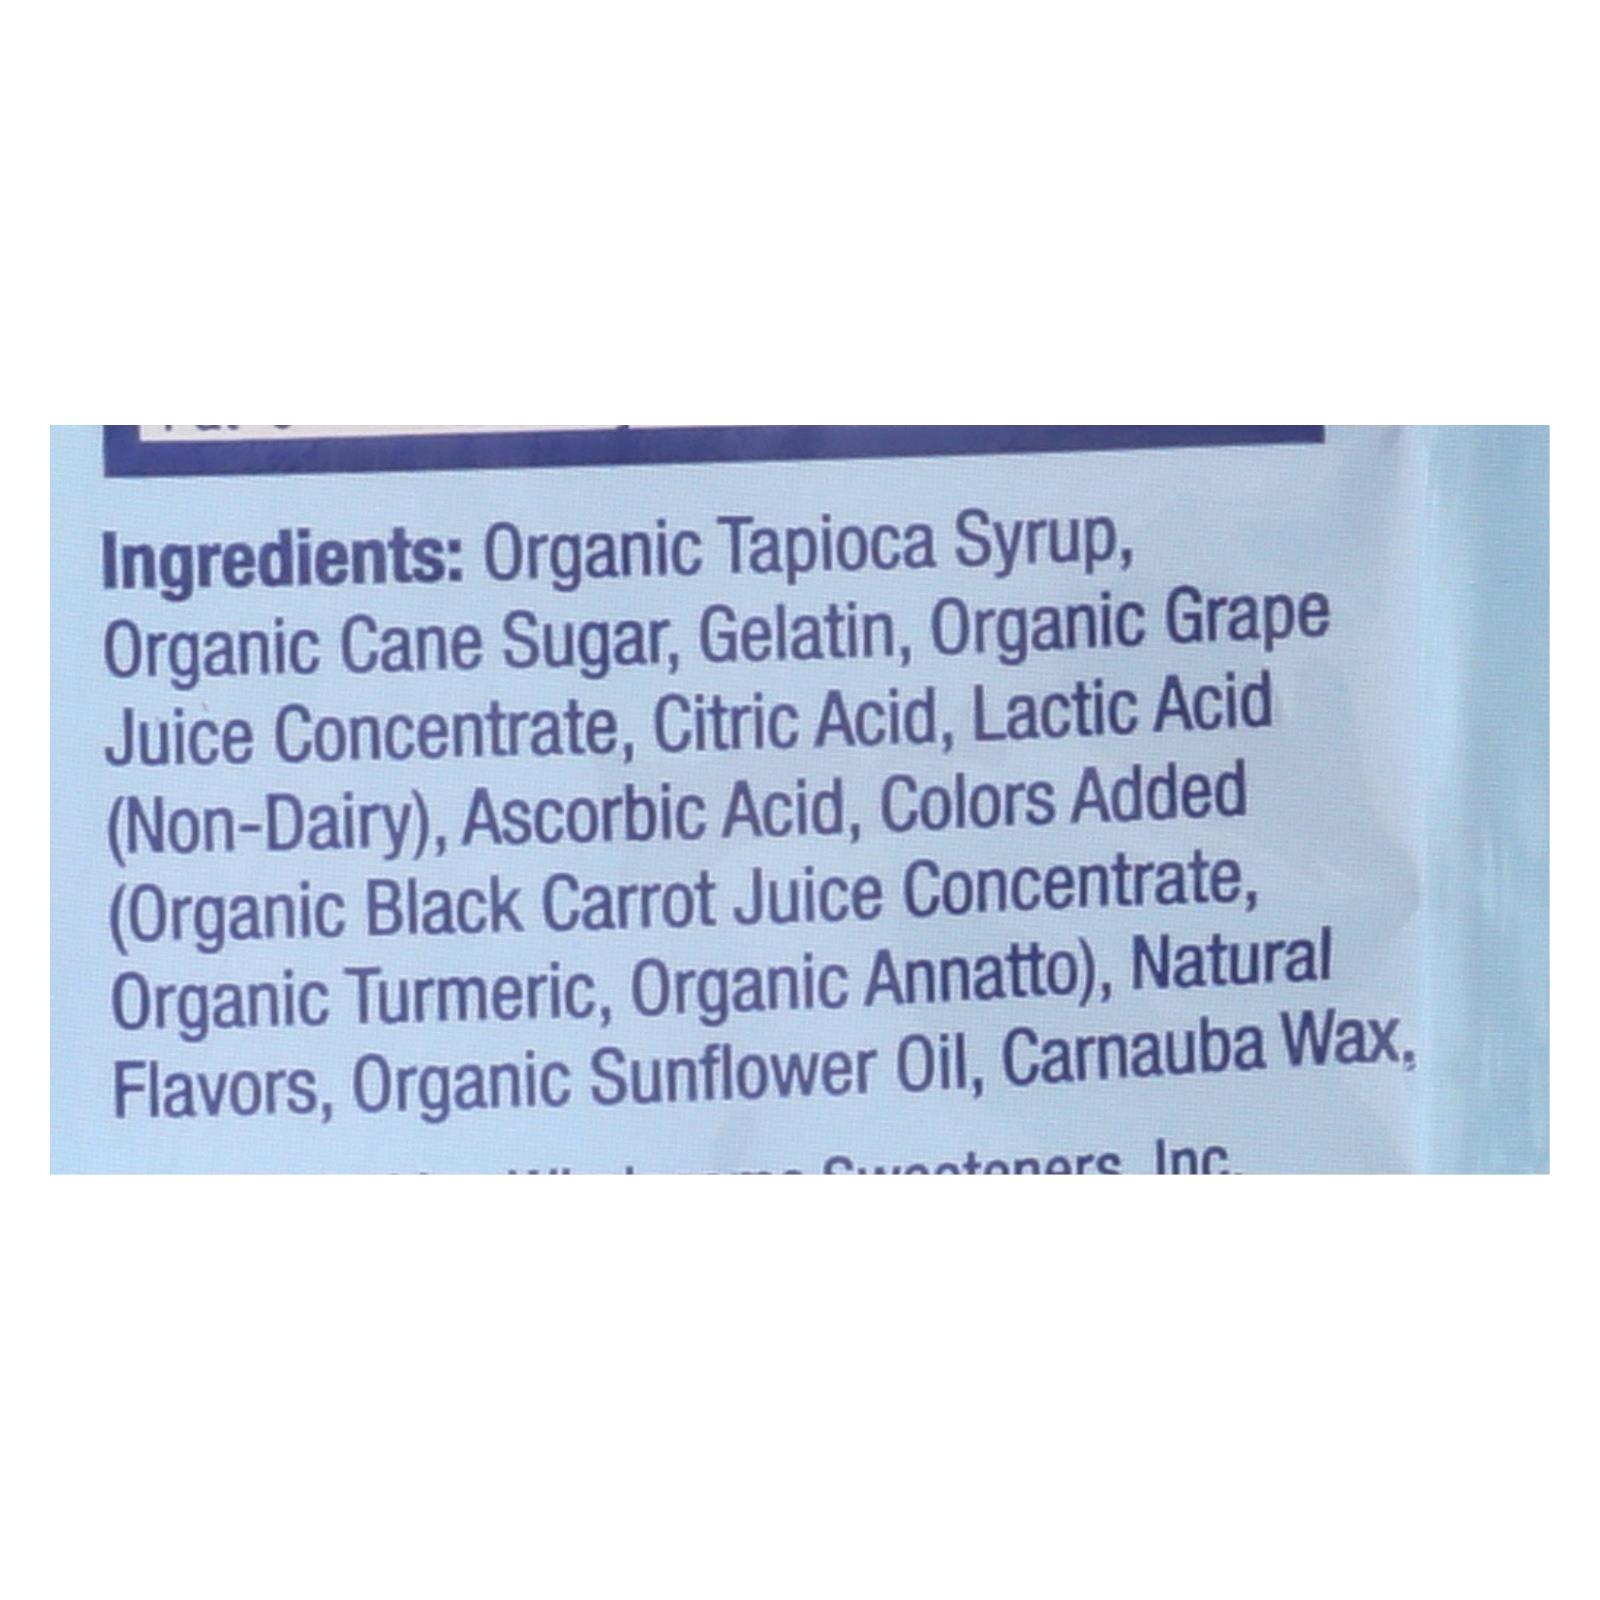 Ingredients: Organic Tapioca Syrup,
Organic Cane Sugar, Gelatin, Organic Grape
Juice Concentrate, Citric Acid, Lactic Acid
(Non-Dairy), Ascorbic Acid, Colors Added
(Organic Black Carrot Juice Concentrate,
Organic Turmeric, Organic Annatto), Natural
Flavors, Organic Sunflower Oil, Carnauba Wax.
Sweeteners, Inc.